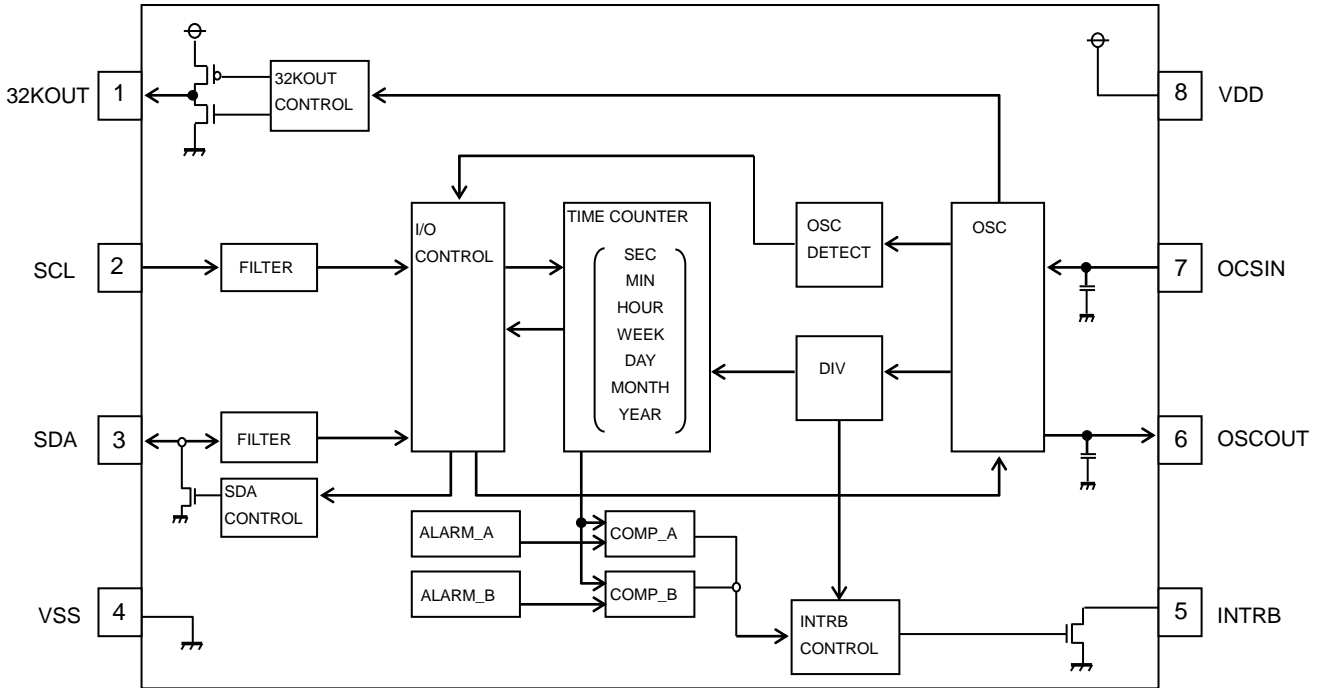 32KOUT
1
32KOUT
CONTROL
8
VDD
SCL
2
FILTER
I/O
CONTROL
TIME COUNTER
SEC
MIN
HOUR
WEEK
DAY
MONTH
YEAR
OSC
DETECT
OSC
7
OCSIN
DIV
SDA
3
FILTER
6
OSCOUT
SDA
CONTROL
ALARM_A
COMP_A
ALARM_B
COMP_B
VSS
4
INTRB
CONTROL
5
INTRB